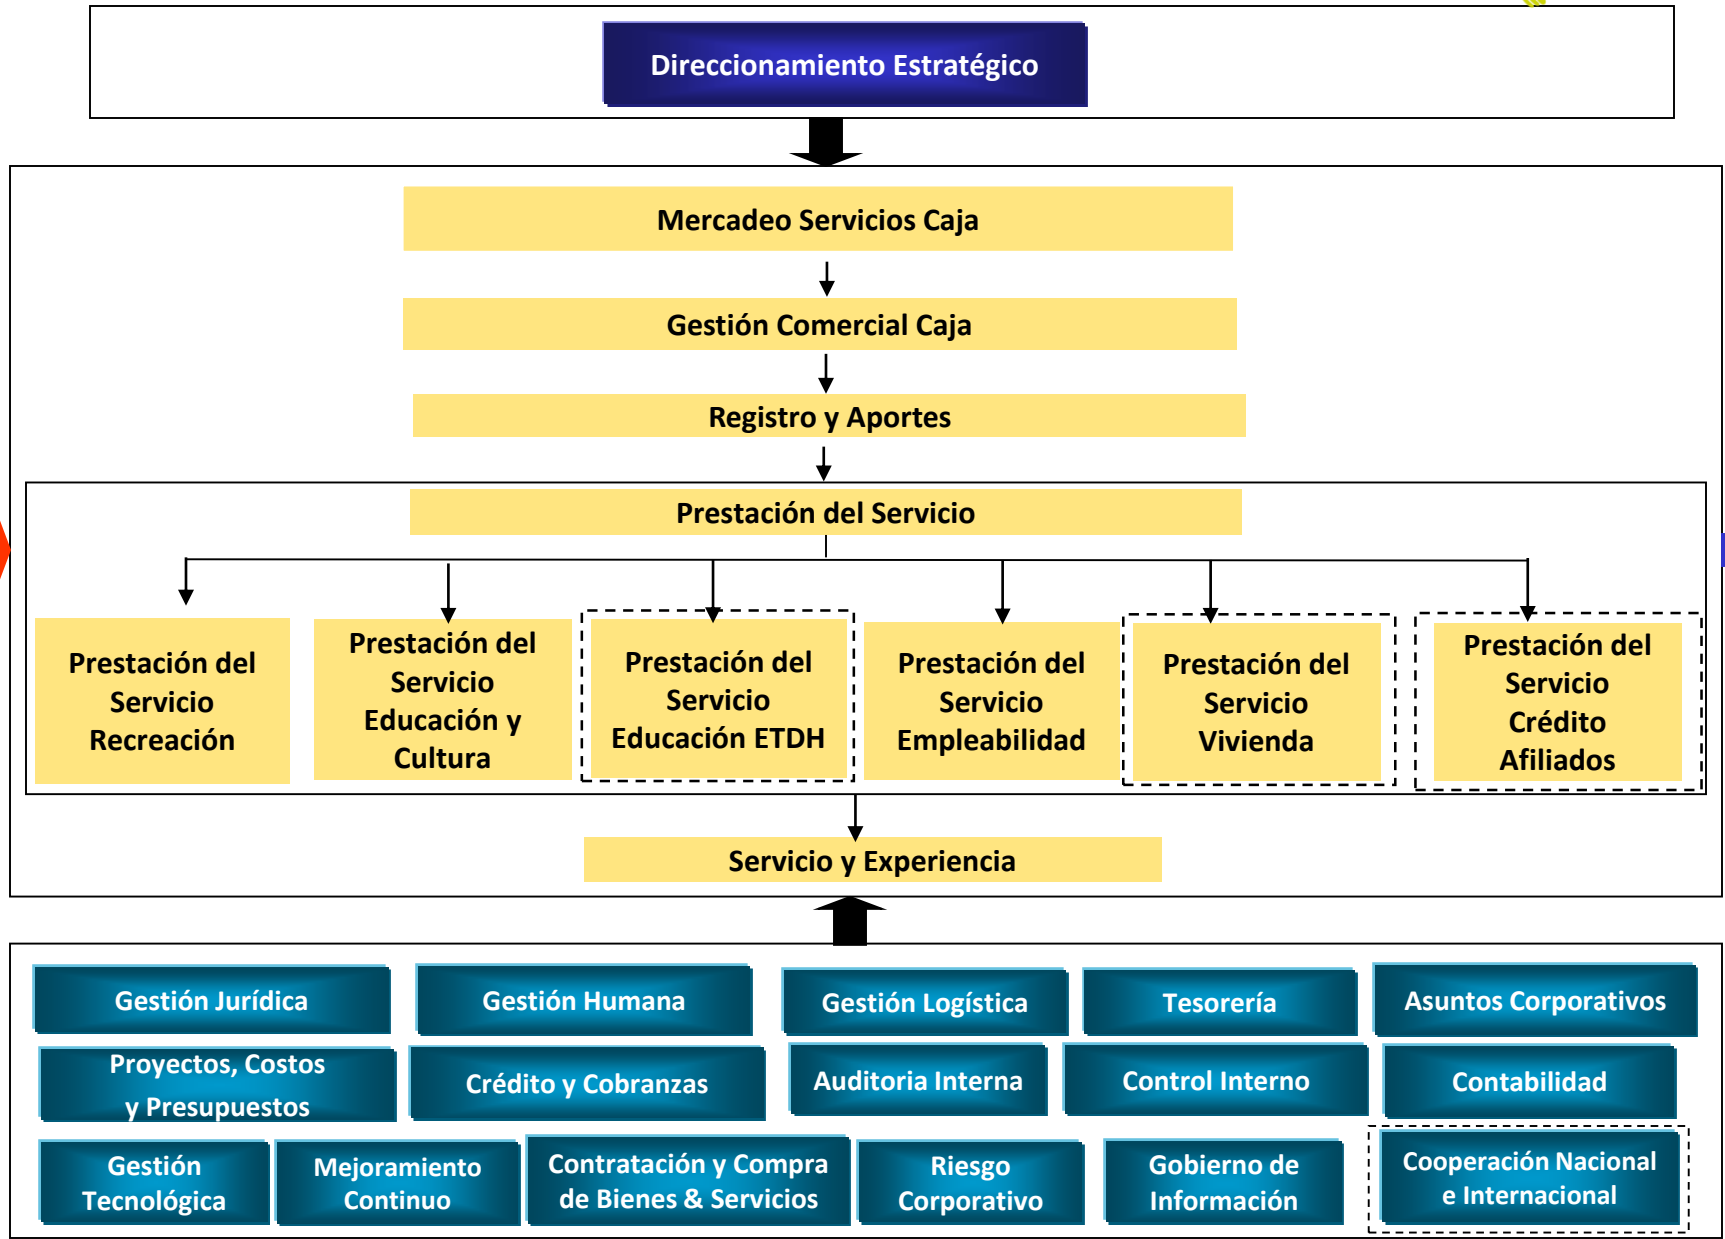 Direccionamiento Estratégico
Mercadeo Servicios Caja
Gestión Comercial Caja
Registro y Aportes
Prestación del Servicio
Prestación del
Servicio
Recreación
Prestación del
Servicio
Educación y
Cultura
Prestación del
Servicio
Educación ETDH
Prestación del
Servicio
Empleabilidad
Prestación del
Servicio
Vivienda
Prestación del
Servicio
Crédito
Afiliados
Servicio y Experiencia
Gestión Jurídica
Gestión Humana
Gestión Logística
Tesorería
Asuntos Corporativos
Proyectos, Costos
y Presupuestos
Crédito y Cobranzas
Auditoria Interna
Control Interno
Contabilidad
Gestión
Tecnológica
Mejoramiento
Continuo
Contratación y Compra
de Bienes & Servicios
Riesgo
Corporativo
Gobierno de
Información
Cooperación Nacional
e Internacional